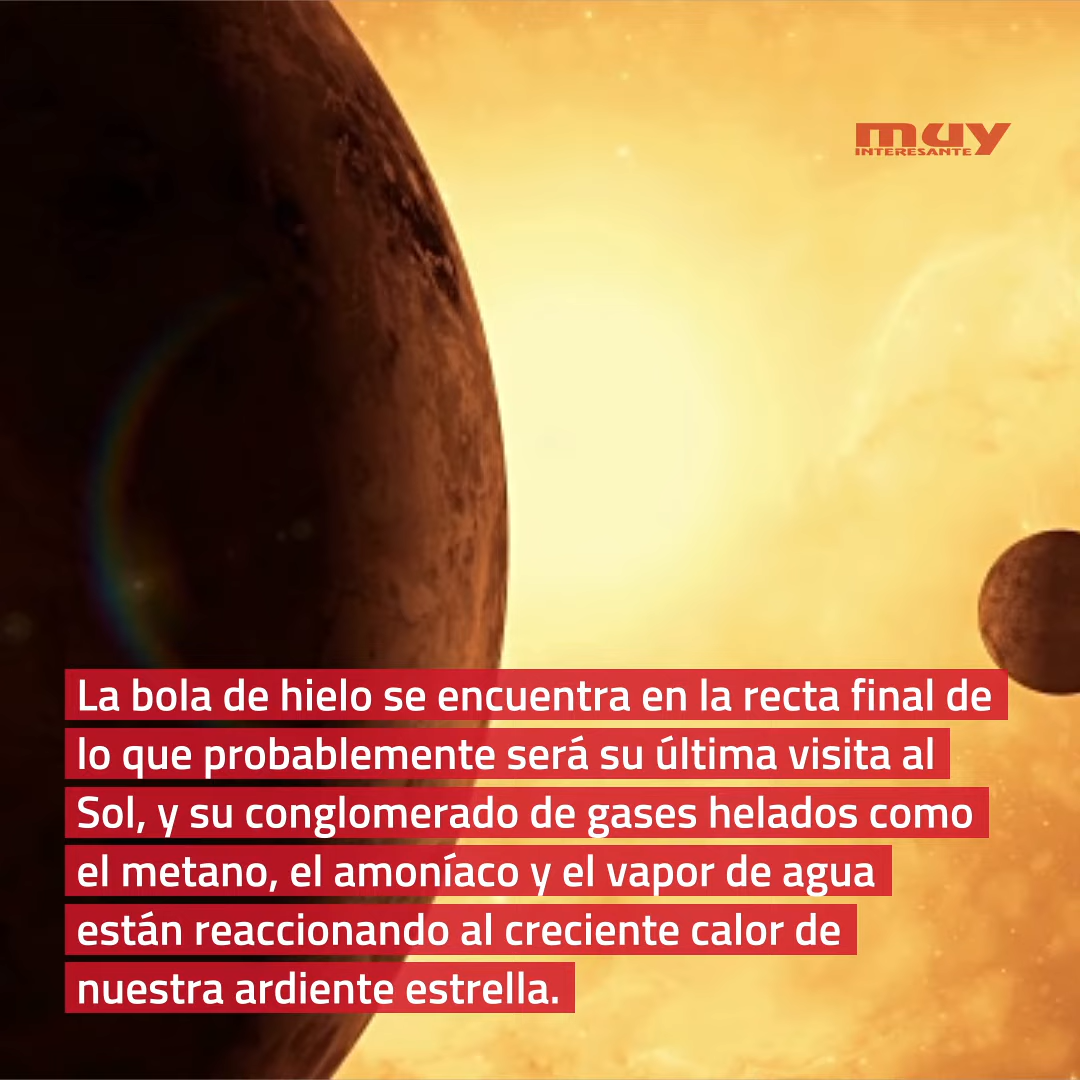 muy
INTERESANTE
La bola de hielo se encuentra en la recta final de
lo que probablemente será su última visita al
Sol, y su conglomerado de gases helados como
el metano, el amoníaco y el vapor de agua
están reaccionando al creciente calor de
nuestra ardiente estrella.